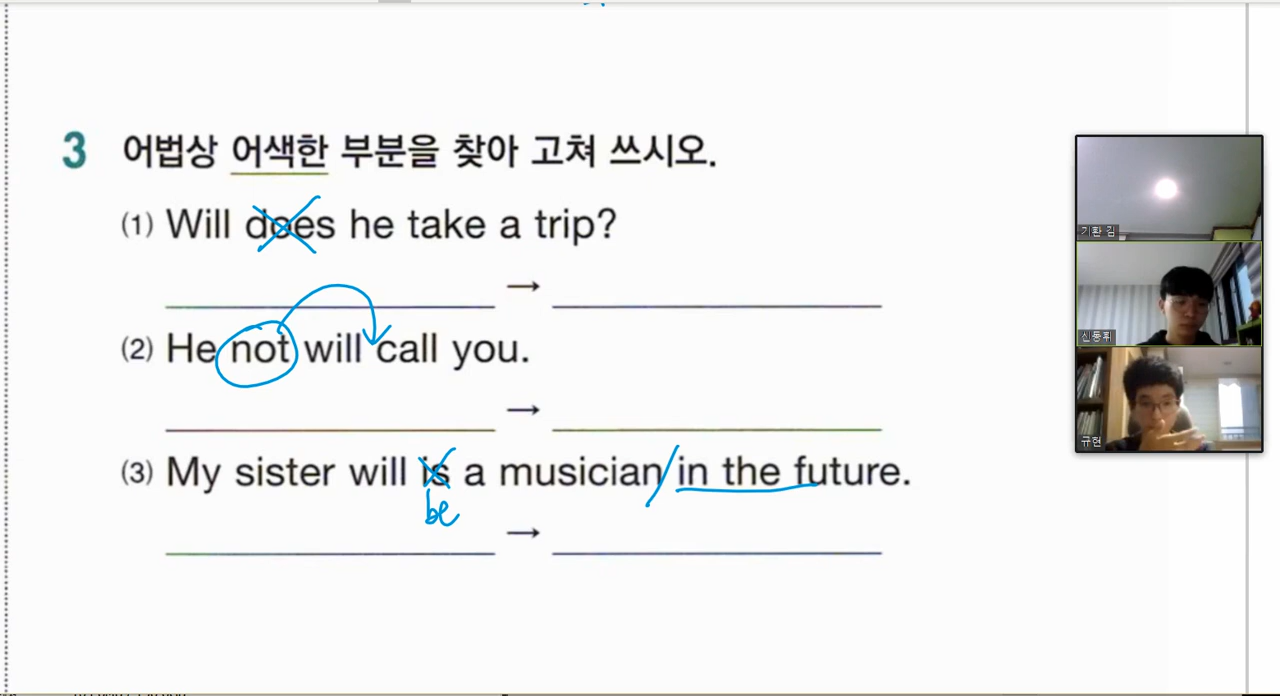 3 어법상 어색한 부분을 찾아 고쳐 쓰시오.
(1) Will does he take a trip?
→
(2) He not will call you.
→
(3) My sister will is a musician/in the future.
be
→
기환 김
신동휘
규현